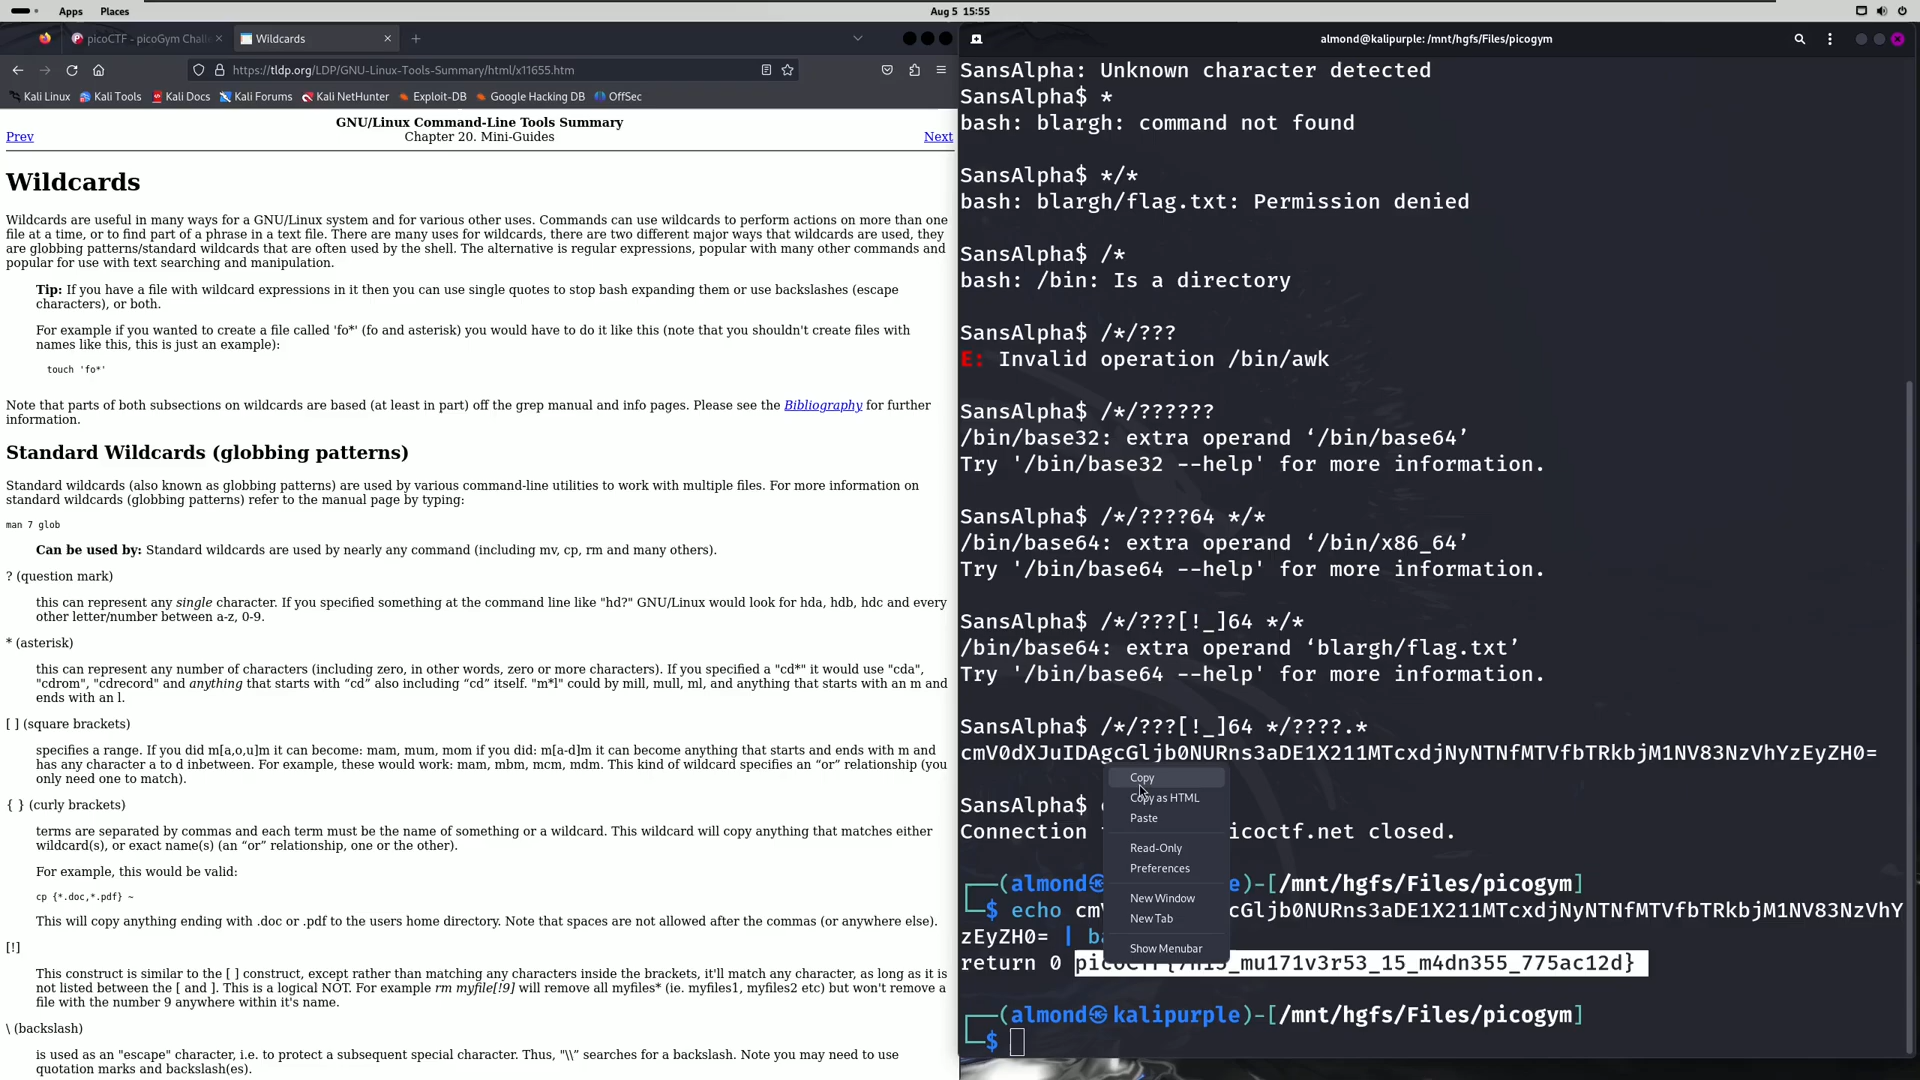 Apps Places
Aug 5 15:55
picoCTF - picoGym Chall
Wildcards
https://tldp.org/LDP/GNU-Linux-Tools-Summary/html/x11655.htm
Kali Linux Kali Tools Kali Docs Kali Forums Kali NetHunter Exploit-DB Google Hacking DB OffSec
GNU/Linux Command-Line Tools Summary
Prev Chapter 20. Mini-Guides Next
Wildcards
Wildcards are useful in many ways for a GNU/Linux system and for various other uses. Commands can use wildcards to perform actions on more than one
file at a time, or to find part of a phrase in a text file. There are many uses for wildcards, there are two different major ways that wildcards are used, they
are globbing patterns/standard wildcards that are often used by the shell. The alternative is regular expressions, popular with many other commands and
popular for use with text searching and manipulation.
Tip: If you have a file with wildcard expressions in it then you can use single quotes to stop bash expanding them or use backslashes (escape
characters), or both.
For example if you wanted to create a file called 'fo*' (fo and asterisk) you would have to do it like this (note that you shouldn't create files with
names like this, this is just an example):
touch 'fo*'
Note that parts of both subsections on wildcards are based (at least in part) off the grep manual and info pages. Please see the Bibliography for further
information.
Standard Wildcards (globbing patterns)
Standard wildcards (also known as globbing patterns) are used by various command-line utilities to work with multiple files. For more information on
standard wildcards (globbing patterns) refer to the manual page by typing:
man 7 glob
Can be used by: Standard wildcards are used by nearly any command (including mv, cp, rm and many others).
? (question mark)
this can represent any single character. If you specified something at the command line like "hd?" GNU/Linux would look for hda, hdb, hdc and every
other letter/number between a-z, 0-9.
* (asterisk)
this can represent any number of characters (including zero, in other words, zero or more characters). If you specified a "cd*" it would use "cda",
"cdrom", "cdrecord" and anything that starts with “cd” also including “cd” itself. "m*l" could by mill, mull, ml, and anything that starts with an m and
ends with an l.
[ ] (square brackets)
specifies a range. If you did m[a,o,u]m it can become: mam, mum, mom if you did: m[a-d]m it can become anything that starts and ends with m and
has any character a to d inbetween. For example, these would work: mam, mbm, mcm, mdm. This kind of wildcard specifies an “or” relationship (you
only need one to match).
{ } (curly brackets)
terms are separated by commas and each term must be the name of something or a wildcard. This wildcard will copy anything that matches either
wildcard(s), or exact name(s) (an “or” relationship, one or the other).
For example, this would be valid:
cp {*.doc,*.pdf} ~
This will copy anything ending with .doc or .pdf to the users home directory. Note that spaces are not allowed after the commas (or anywhere else).
[!]
This construct is similar to the [ ] construct, except rather than matching any characters inside the brackets, it'll match any character, as long as it is
not listed between the [ and ]. This is a logical NOT. For example rm myfile[!9] will remove all myfiles* (ie. myfiles1, myfiles2 etc) but won't remove a
file with the number 9 anywhere within it's name.
\ (backslash)
is used as an "escape" character, i.e. to protect a subsequent special character. Thus, "\\” searches for a backslash. Note you may need to use
quotation marks and backslash(es).
almond@kalipurple: /mnt/hgfs/Files/picogym
SansAlpha: Unknown character detected
SansAlpha$ *
bash: blargh: command not found
SansAlpha$ */*
bash: blargh/flag.txt: Permission denied
SansAlpha$ /*
bash: /bin: Is a directory
SansAlpha$ /*/???
E: Invalid operation /bin/awk
SansAlpha$ /*/??????
/bin/base32: extra operand ‘/bin/base64’
Try '/bin/base32 --help' for more information.
SansAlpha$ /*/????64 */*
/bin/base64: extra operand ‘/bin/x86_64’
Try '/bin/base64 --help' for more information.
SansAlpha$ /*/???[!_]64 */*
/bin/base64: extra operand ‘blargh/flag.txt’
Try '/bin/base64 --help' for more information.
SansAlpha$ /*/???[!_]64 */????.*
cmV0dXJuIDAgcGljb0NURns3aDE1X211MTcxdjNyNTNfMTVfbTRkbjM1NV83NzVhYzEyZH0=
SansAlpha$
Connection icoctf.net closed.
(almond kalipurple)-[/mnt/hgfs/Files/picogym]
$ echo cmV cGljb0NURns3aDE1X211MTcxdjNyNTNfMTVfbTRkbjM1NV83NzVhY
zEyZH0= | ba
return 0 picoCTF{7h15_mu171v3r53_15_m4dn355_775ac12d}
(almond kalipurple)-[/mnt/hgfs/Files/picogym]
$
Copy
Copy as HTML
Paste
Read-Only
Preferences
New Window
New Tab
Show Menubar